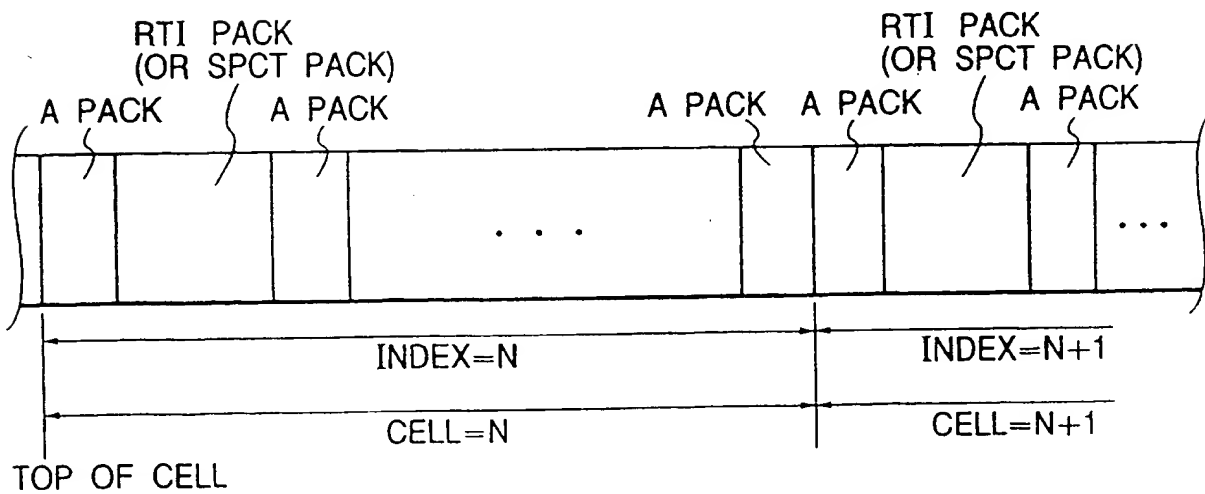 RTI PACK
(OR SPCT PACK)
A PACK
A PACK
A PACK
A PACK
RTI PACK
(OR SPCT PACK)
A PACK
. . .
...
INDEX=N
INDEX=N+1
CELL=N
CELL=N+1
TOP OF CELL